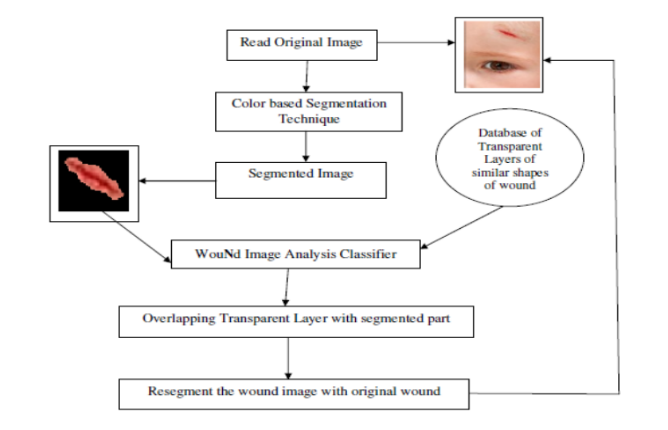 Read Original Image
Color based Segmentation
Technique
Database of
Transparent
Layers of
similar shapes
of wound
Segmented Image
WouNd Image Analysis Classifier
Overlapping Transparent Layer with segmented part
Resegment the wound image with original wound